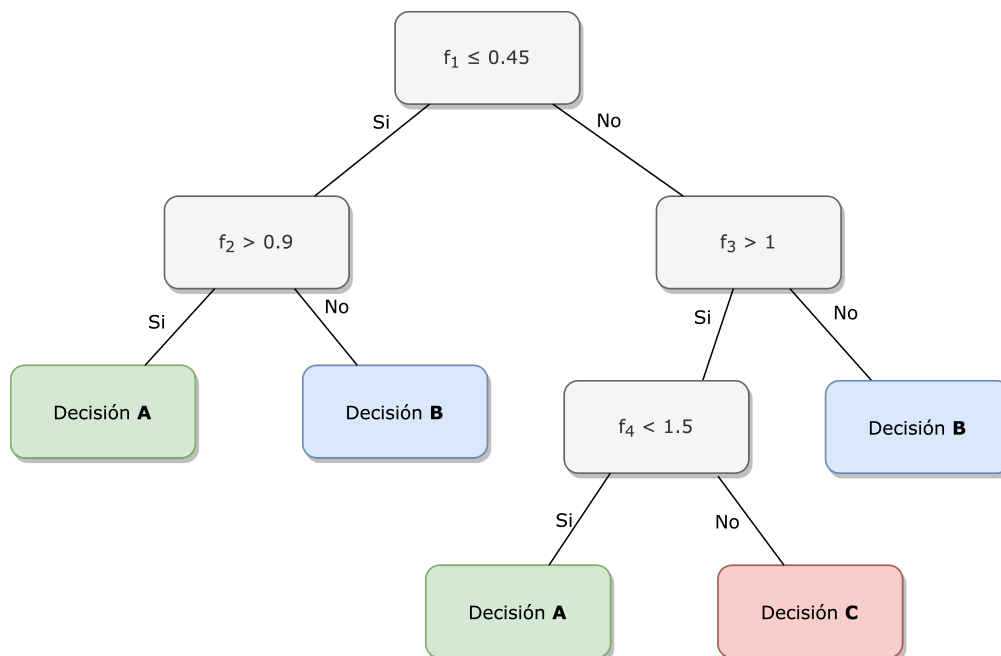 f₁ ≤ 0.45
Si
No
f₂ > 0.9
f₃ > 1
Si
No
Si
No
Decisión A
Decisión B
f₄ < 1.5
Decisión B
Si
No
Decisión A
Decisión C